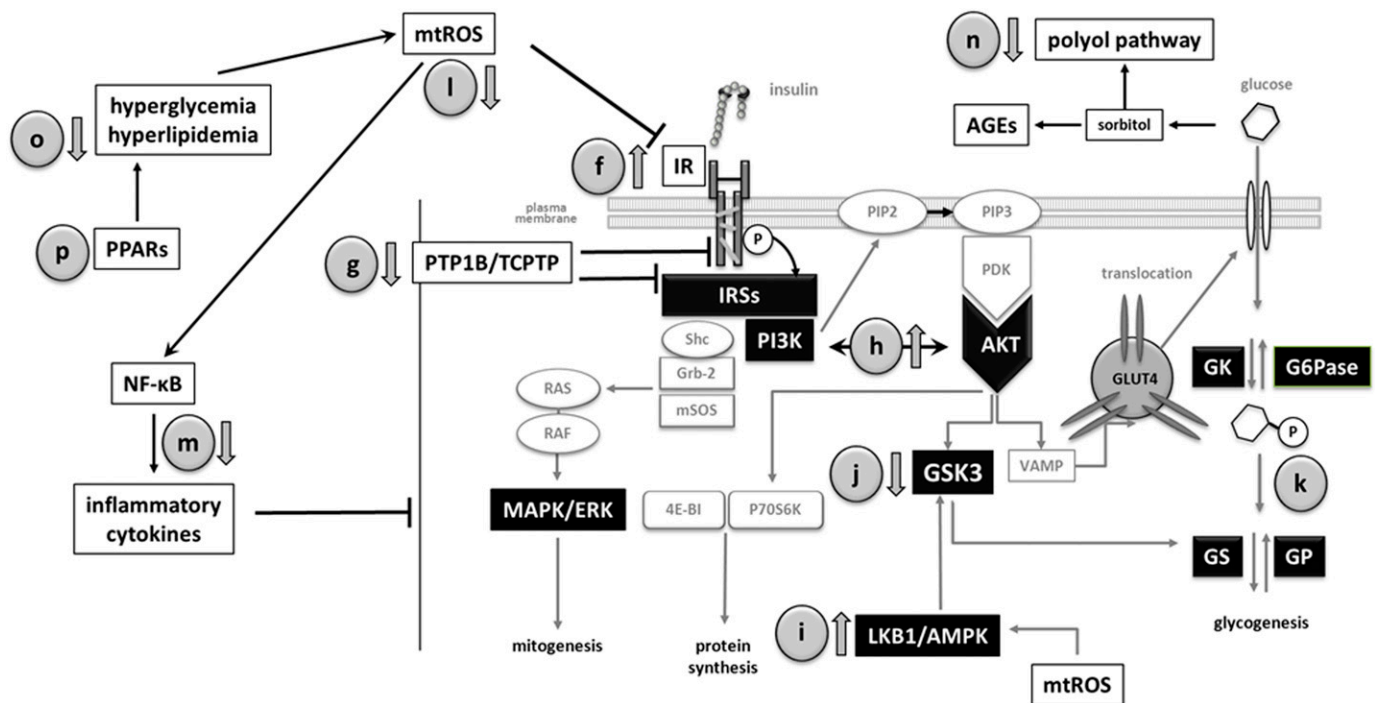 mtROS
n
polyol pathway
l
insulin
glucose
hyperglycemia
hyperlipidemia
o
AGEs
sorbitol
f
IR
plasma
membrane
PIP2
PIP3
p
PPARs
g
PTP1B/TCPTP
P
PDK
translocation
IRSs
Shc
PI3K
h
AKT
GLUT4
GK
G6Pase
NF-κB
RAS
Grb-2
mSOS
RAF
P
m
j
GSK3
VAMP
k
inflammatory
cytokines
MAPK/ERK
4E-BI
P70S6K
GS
GP
i
LKB1/AMPK
glycogenesis
mitogenesis
protein
synthesis
mtROS